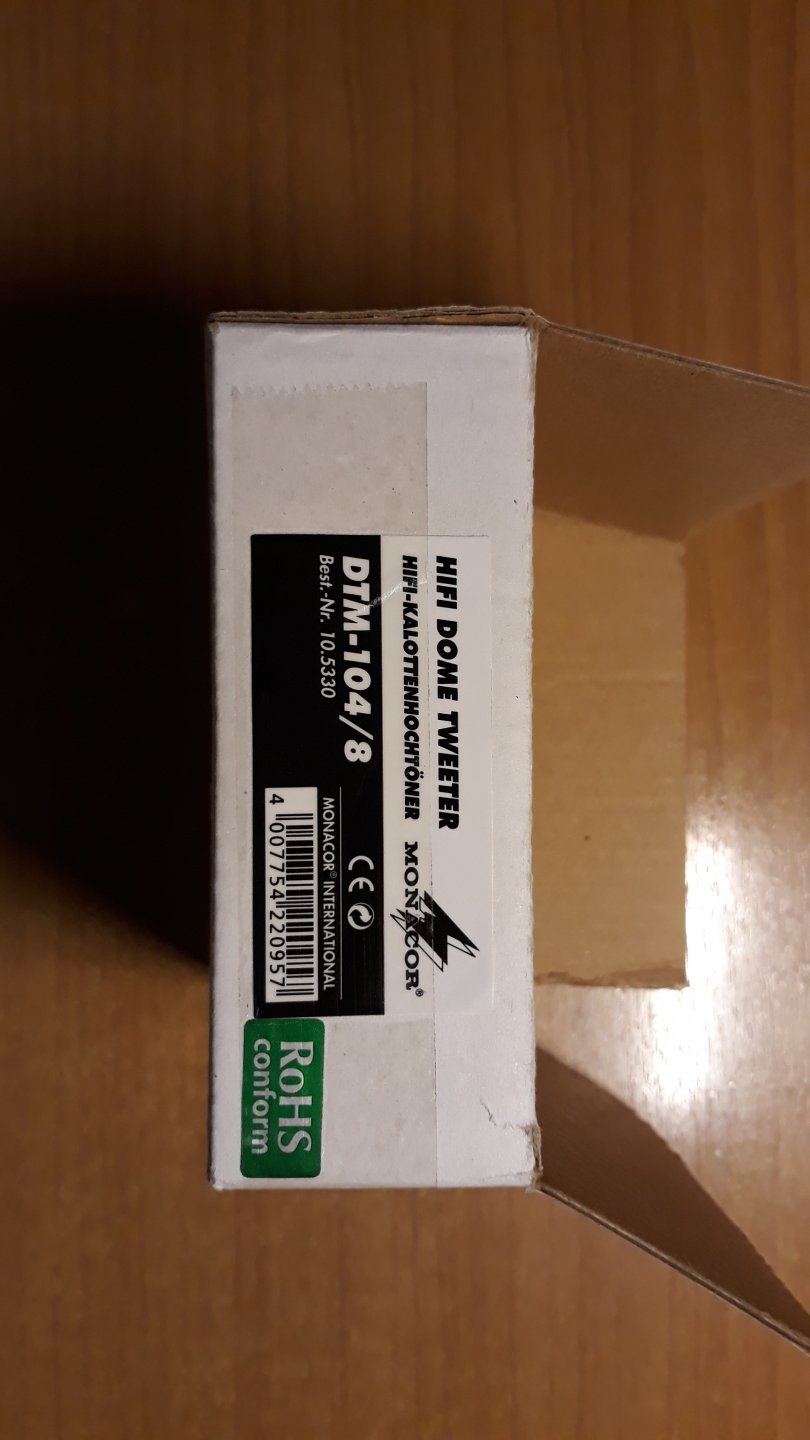 HIFI DOME TWEETER
HIFI-KALOTTENHOCHTÖNER
MONACOR®
DTM-104/8
Best.-Nr. 10.5330
CE
MONACOR® INTERNATIONAL
4 007754 220957
RoHS
conform